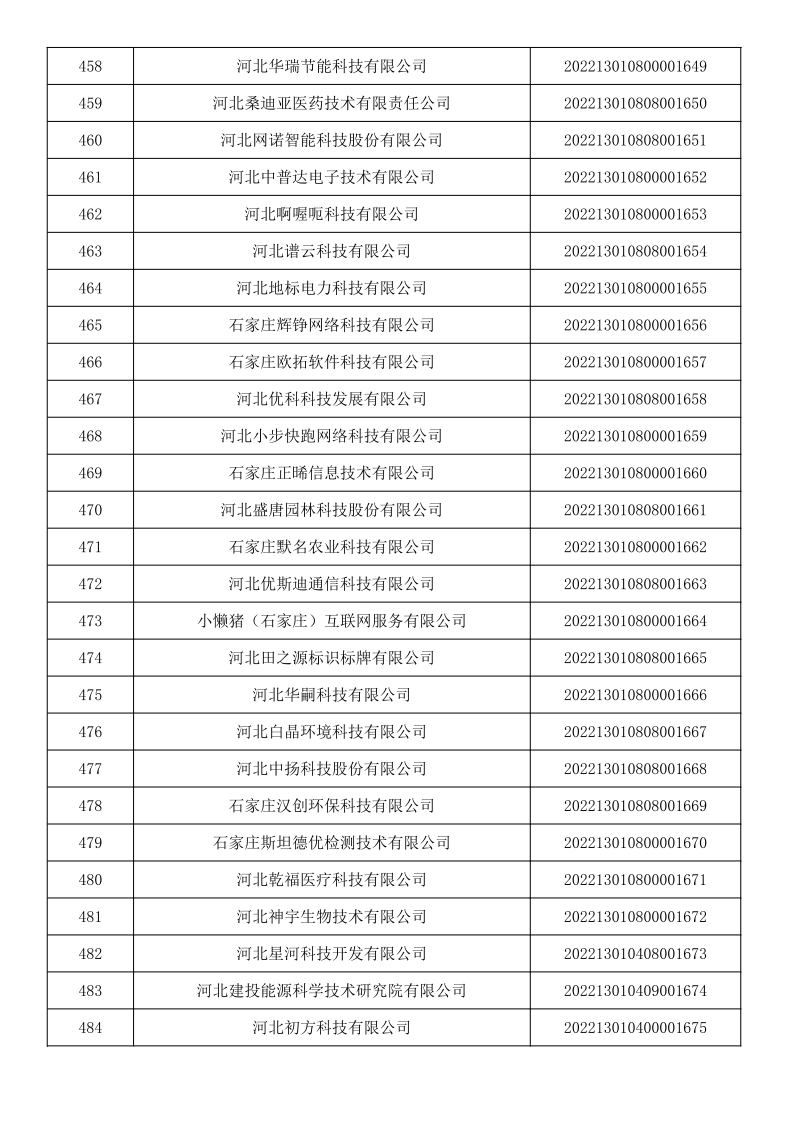 458 河北华瑞节能科技有限公司 202213010800001649
459 河北桑迪亚医药技术有限责任公司 202213010808001650
460 河北网诺智能科技股份有限公司 202213010808001651
461 河北中普达电子技术有限公司 202213010800001652
462 河北啊喔呃科技有限公司 202213010800001653
463 河北谱云科技有限公司 202213010808001654
464 河北地标电力科技有限公司 202213010800001655
465 石家庄辉铮网络科技有限公司 202213010800001656
466 石家庄欧拓软件科技有限公司 202213010800001657
467 河北优科科技发展有限公司 202213010808001658
468 河北小步快跑网络科技有限公司 202213010800001659
469 石家庄正晞信息技术有限公司 202213010800001660
470 河北盛唐园林科技股份有限公司 202213010808001661
471 石家庄默名农业科技有限公司 202213010800001662
472 河北优斯迪通信科技有限公司 202213010808001663
473 小懒猪（石家庄）互联网服务有限公司 202213010800001664
474 河北田之源标识标牌有限公司 202213010808001665
475 河北华嗣科技有限公司 202213010800001666
476 河北白晶环境科技有限公司 202213010808001667
477 河北中扬科技股份有限公司 202213010808001668
478 石家庄汉创环保科技有限公司 202213010808001669
479 石家庄斯坦德优检测技术有限公司 202213010800001670
480 河北乾福医疗科技有限公司 202213010800001671
481 河北神宇生物技术有限公司 202213010800001672
482 河北星河科技开发有限公司 202213010408001673
483 河北建投能源科学技术研究院有限公司 202213010409001674
484 河北初方科技有限公司 202213010400001675